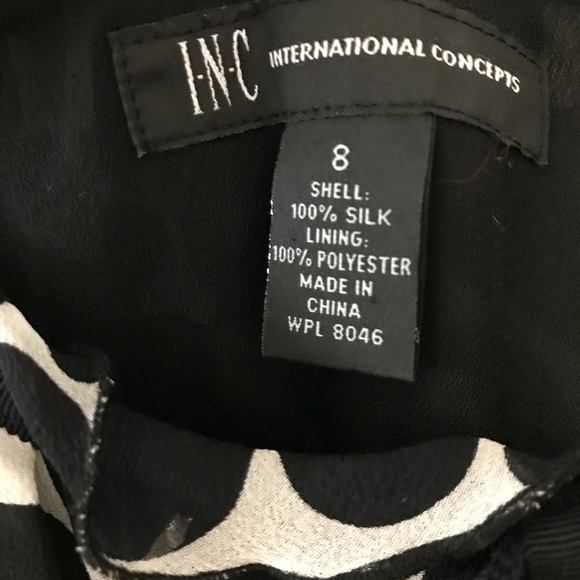 I·N·C INTERNATIONAL CONCEPTS
8
SHELL:
100% SILK
LINING:
100% POLYESTER
MADE IN
CHINA
WPL 8046